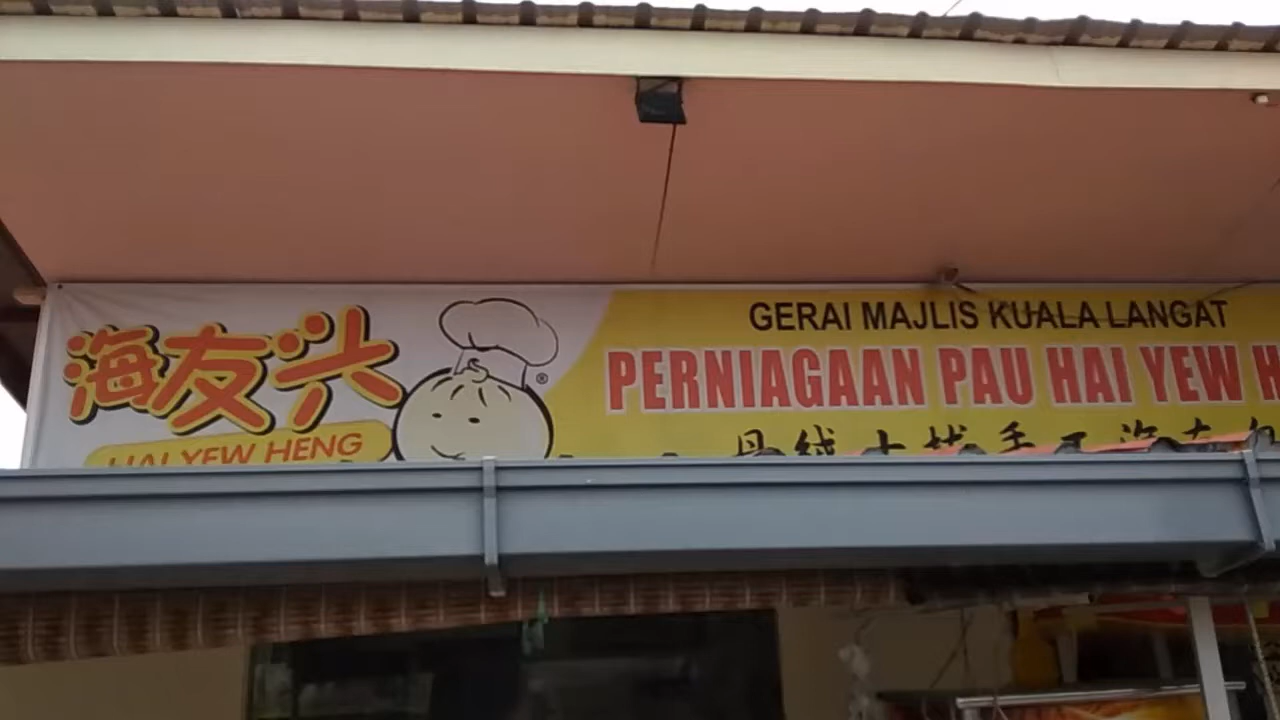 海友兴
HAI YEW HENG
®
GERAI MAJLIS KUALA LANGAT
PERNIAGAAN PAU HAI YEW